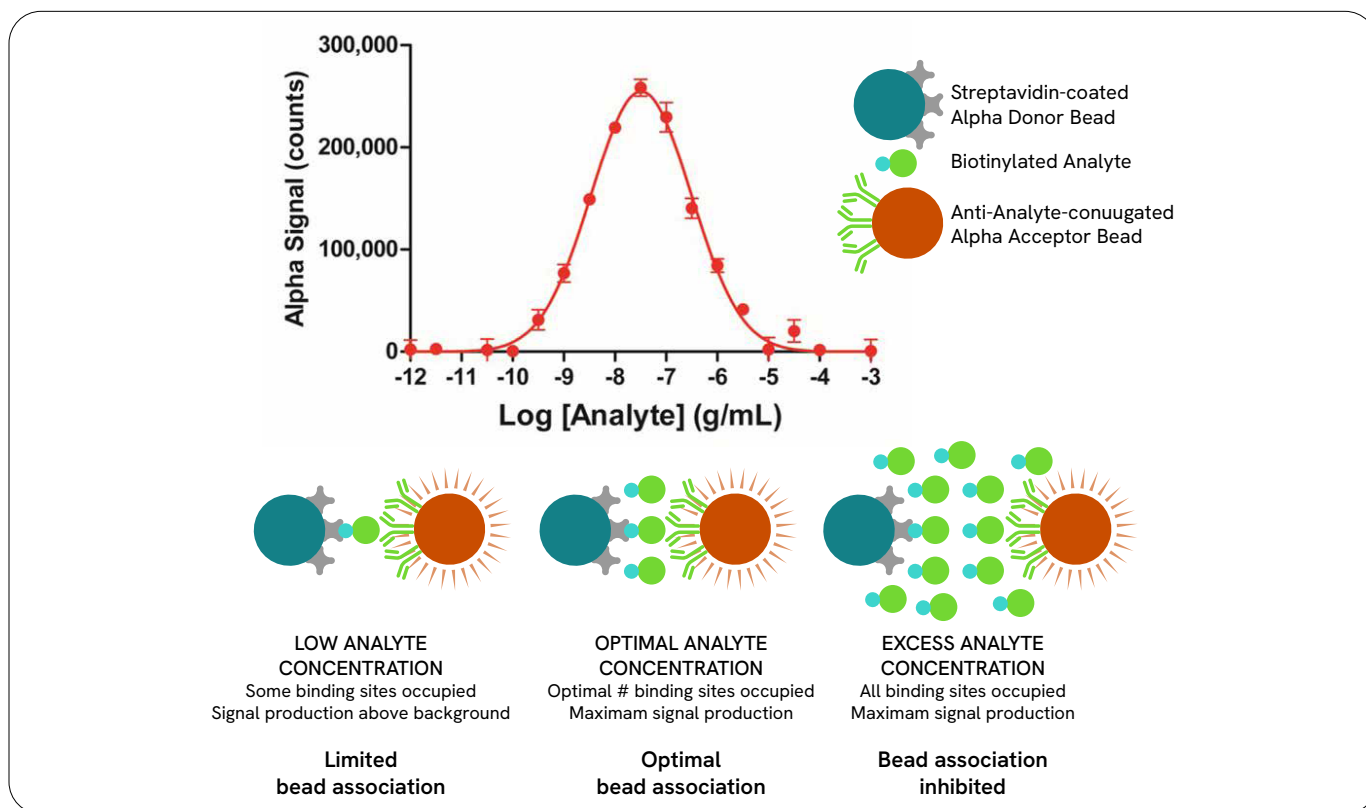 300,000
200,000
100,000
0
Alpha Signal (counts)
-12 -11 -10 -9 -8 -7 -6 -5 -4 -3
Log [Analyte] (g/mL)
Streptavidin-coated
Alpha Donor Bead
Biotinylated Analyte
Anti-Analyte-conuugated
Alpha Acceptor Bead
LOW ANALYTE
CONCENTRATION
Some binding sites occupied
Signal production above background
Limited
bead association
OPTIMAL ANALYTE
CONCENTRATION
Optimal # binding sites occupied
Maximam signal production
Optimal
bead association
EXCESS ANALYTE
CONCENTRATION
All binding sites occupied
Maximam signal production
Bead association
inhibited